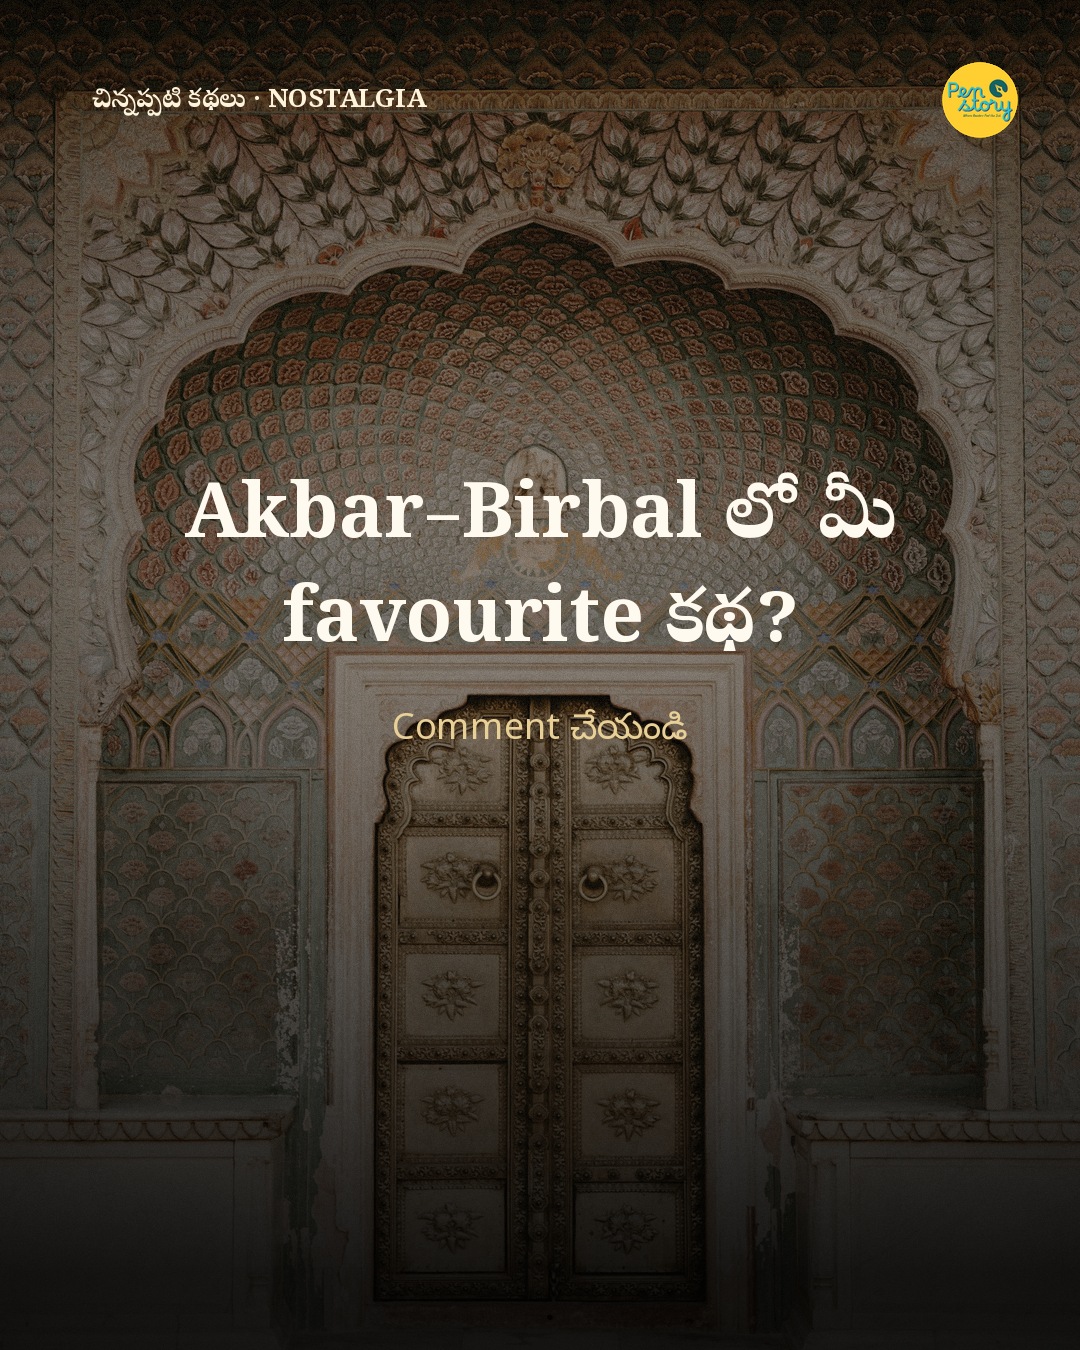 చిన్నప్పటి కథలు · NOSTALGIA
Pen
story
Akbar–Birbal లో మీ
favourite కథ?
Comment చేయండి